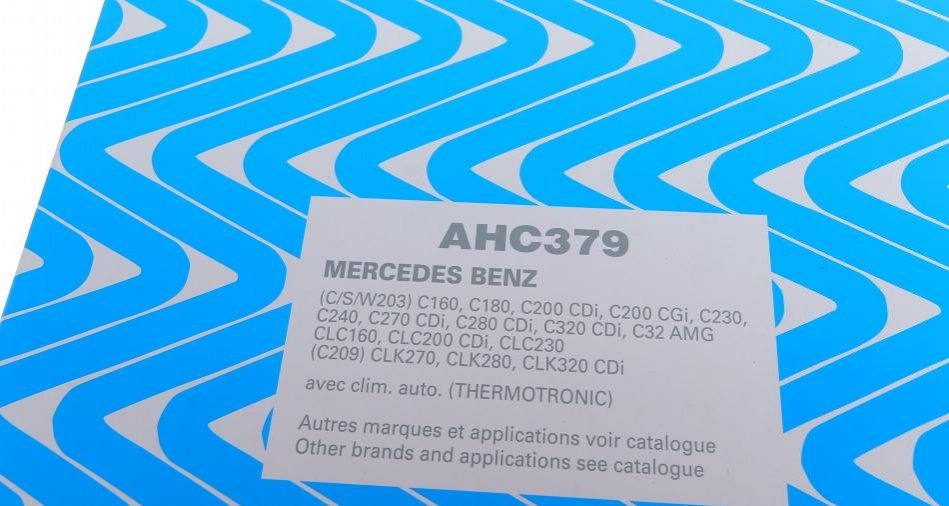 AHC379
MERCEDES BENZ
(C/S/W203) C160, C180, C200 CDi, C200 CGi, C230,
C240, C270 CDi, C280 CDi, C320 CDi, C32 AMG
CLC160, CLC200 CDi, CLC230
(C209) CLK270, CLK280, CLK320 CDi
avec clim. auto. (THERMOTRONIC)
Autres marques et applications voir catalogue
Other brands and applications see catalogue